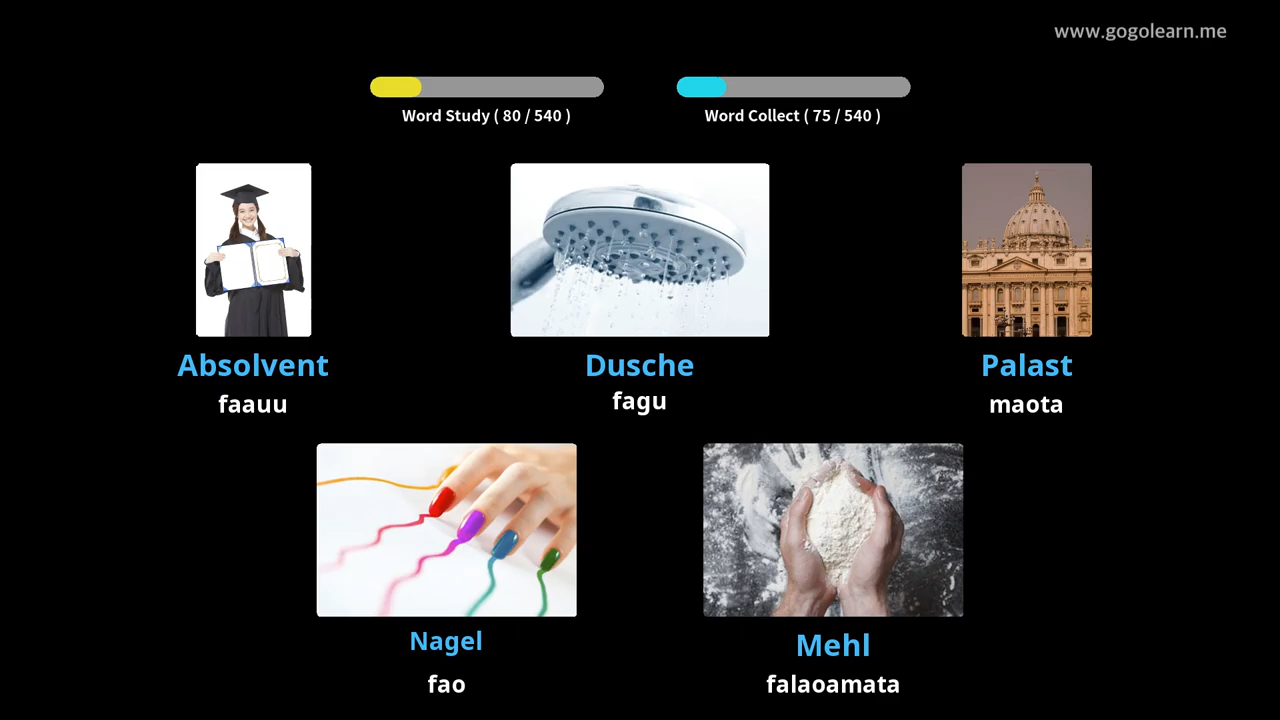 www.gogolearn.me
Word Study ( 80 / 540 )
Word Collect ( 75 / 540 )
Absolvent
faauu
Dusche
fagu
Palast
maota
Nagel
fao
Mehl
falaoamata